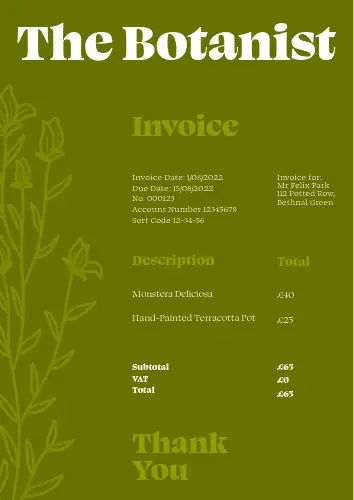 The Botanist
Invoice
Invoice Date: 1/08/2022
Due Date: 15/08/2022
No: 000123
Account Number 12345678
Sort Code 12-34-56
Invoice for:
Mr Felix Park
112 Potted Row,
Bethnal Green
Description Total
Monstera Deliciosa £40
Hand-Painted Terracotta Pot £25
Subtotal £65
VAT £0
Total £65
Thank
You